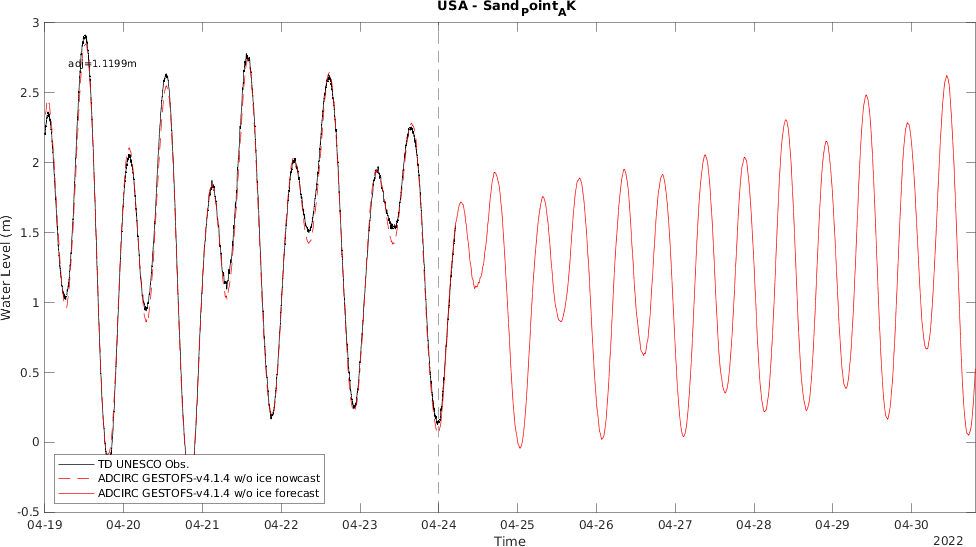 USA - SandPointAK
3
adj=1.1199m
2.5
2
1.5
Water Level (m)
1
0.5
0
TD UNESCO Obs.
ADCIRC GESTOFS-v4.1.4 w/o ice nowcast
ADCIRC GESTOFS-v4.1.4 w/o ice forecast
-0.5
04-19 04-20 04-21 04-22 04-23 04-24 04-25 04-26 04-27 04-28 04-29 04-30
Time
2022